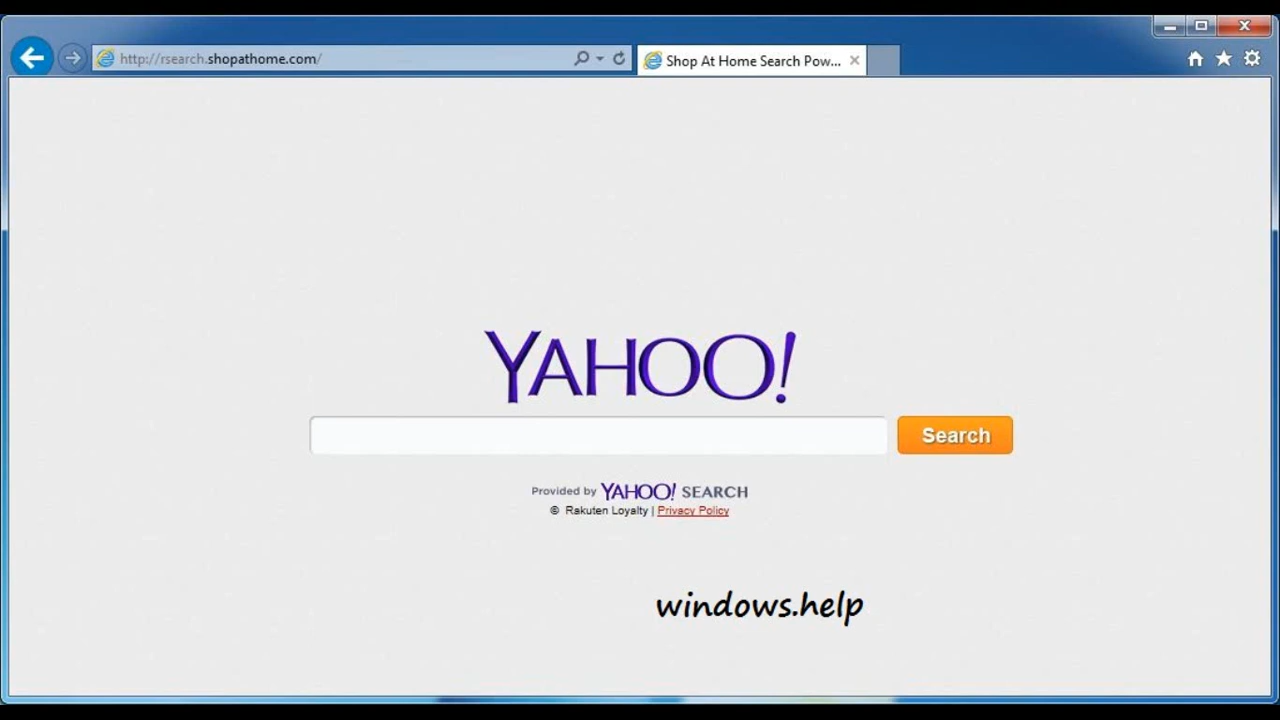 http://rsearch.shopathome.com/
Shop At Home Search Pow...
YAHOO!
Search
Provided by YAHOO! SEARCH
© Rakuten Loyalty | Privacy Policy
windows.help